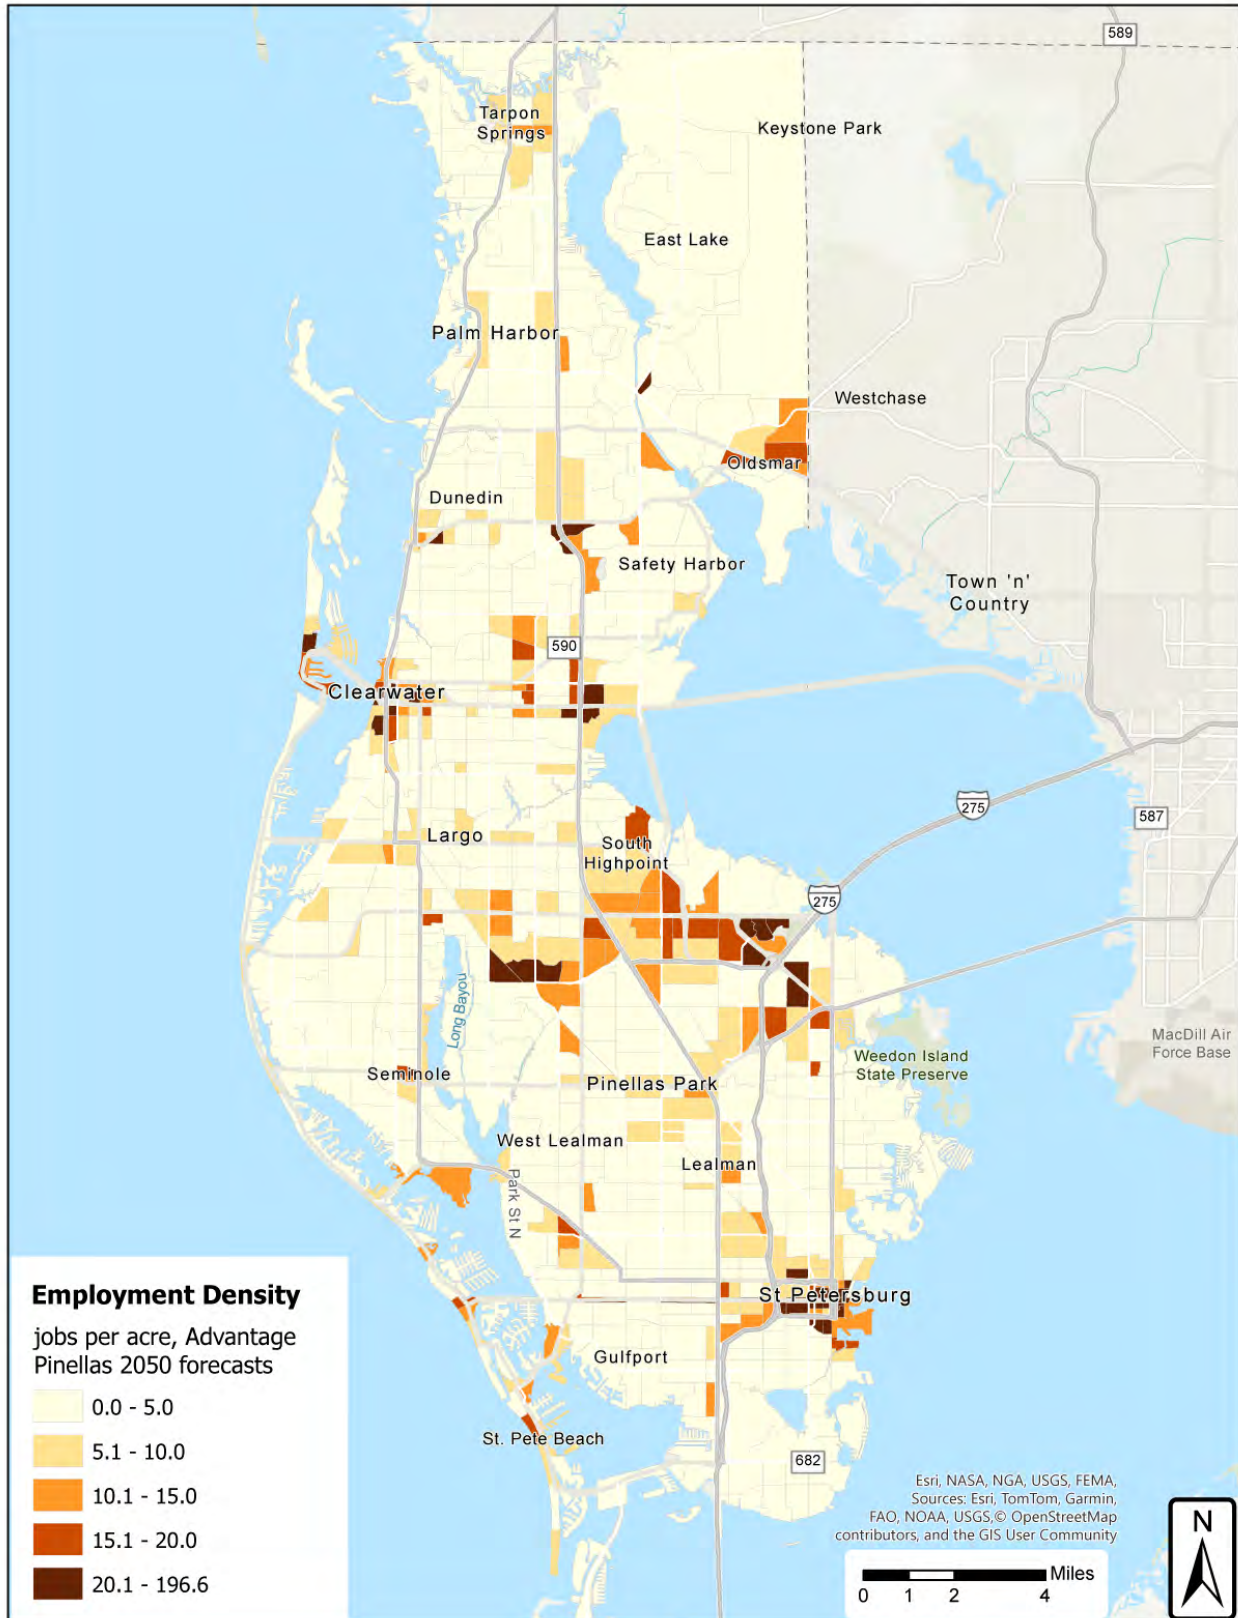 589
Tarpon
Springs
Keystone Park
East Lake
Palm Harbor
Westchase
Oldsmar
Dunedin
Safety Harbor
Town 'n'
Country
590
Clearwater
275
587
Largo
South
Highpoint
275
Long Bayou
MacDill Air
Force Base
Weedon Island
State Preserve
Seminole
Pinellas Park
West Lealman
Lealman
Park St N
St Petersburg
Gulfport
St. Pete Beach
682
Employment Density
jobs per acre, Advantage
Pinellas 2050 forecasts
0.0 - 5.0
5.1 - 10.0
10.1 - 15.0
15.1 - 20.0
20.1 - 196.6
Esri, NASA, NGA, USGS, FEMA,
Sources: Esri, TomTom, Garmin,
FAO, NOAA, USGS,© OpenStreetMap
contributors, and the GIS User Community
Miles
0 1 2 4
N